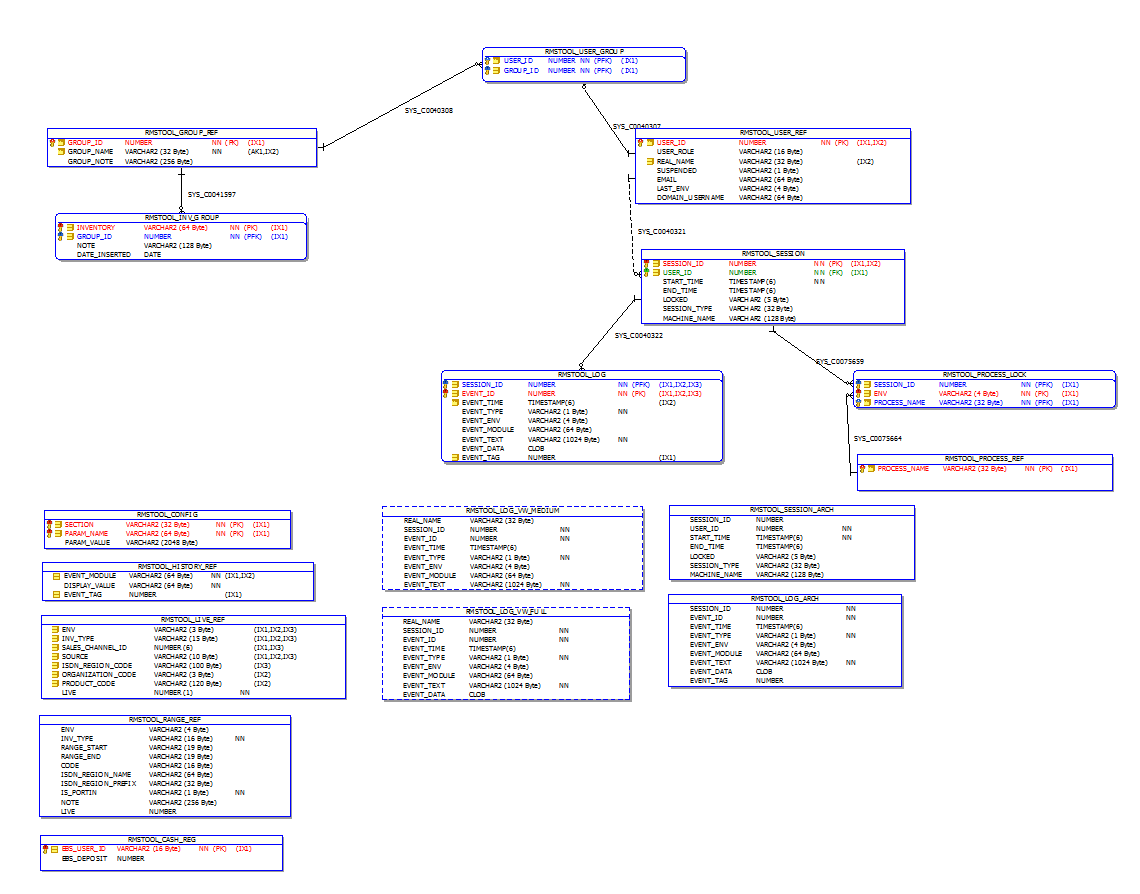 RMSTOOL_USER_GROUP
USER_ID NUMBER NN (PFK) (IX1)
GROUP_ID NUMBER NN (PFK) (IX1)
SYS_C0040308
SYS_C0040307
RMSTOOL_GROUP_REF
GROUP_ID NUMBER NN (PK) (IX1)
GROUP_NAME VARCHAR2 (32 Byte) NN (AK1,IX2)
GROUP_NOTE VARCHAR2 (256 Byte)
RMSTOOL_USER_REF
USER_ID NUMBER NN (PK) (IX1,IX2)
USER_ROLE VARCHAR2 (16 Byte)
REAL_NAME VARCHAR2 (32 Byte) (IX2)
SUSPENDED VARCHAR2 (1 Byte)
EMAIL VARCHAR2 (64 Byte)
LAST_ENV VARCHAR2 (4 Byte)
DOMAIN_USERNAME VARCHAR2 (64 Byte)
SYS_C0041597
RMSTOOL_INV_GROUP
INVENTORY VARCHAR2 (64 Byte) NN (PK) (IX1)
GROUP_ID NUMBER NN (PFK) (IX1)
NOTE VARCHAR2 (128 Byte)
DATE_INSERTED DATE
SYS_C0040321
RMSTOOL_SESSION
SESSION_ID NUMBER NN (PK) (IX1,IX2)
USER_ID NUMBER NN (FK) (IX1)
START_TIME TIMESTAMP(6) NN
END_TIME TIMESTAMP(6)
LOCKED VARCHAR2 (5 Byte)
SESSION_TYPE VARCHAR2 (32 Byte)
MACHINE_NAME VARCHAR2 (128 Byte)
SYS_C0040322
SYS_C0075659
RMSTOOL_LOG
SESSION_ID NUMBER NN (PFK) (IX1,IX2,IX3)
EVENT_ID NUMBER NN (PK) (IX1,IX2,IX3)
EVENT_TIME TIMESTAMP(6) (IX2)
EVENT_TYPE VARCHAR2 (1 Byte) NN
EVENT_ENV VARCHAR2 (4 Byte)
EVENT_MODULE VARCHAR2 (64 Byte)
EVENT_TEXT VARCHAR2 (1024 Byte) NN
EVENT_DATA CLOB
EVENT_TAG NUMBER (IX1)
RMSTOOL_PROCESS_LOCK
SESSION_ID NUMBER NN (PFK) (IX1)
ENV VARCHAR2 (4 Byte) NN (PK) (IX1)
PROCESS_NAME VARCHAR2 (32 Byte) NN (PFK) (IX1)
SYS_C0075664
RMSTOOL_PROCESS_REF
PROCESS_NAME VARCHAR2 (32 Byte) NN (PK) (IX1)
RMSTOOL_CONFIG
SECTION VARCHAR2 (32 Byte) NN (PK) (IX1)
PARAM_NAME VARCHAR2 (64 Byte) NN (PK) (IX1)
PARAM_VALUE VARCHAR2 (2048 Byte)
RMSTOOL_HISTORY_REF
EVENT_MODULE VARCHAR2 (64 Byte) NN (IX1,IX2)
DISPLAY_VALUE VARCHAR2 (64 Byte) NN
EVENT_TAG NUMBER (IX1)
RMSTOOL_LIVE_REF
ENV VARCHAR2 (3 Byte) (IX1,IX2,IX3)
INV_TYPE VARCHAR2 (15 Byte) (IX1,IX2,IX3)
SALES_CHANNEL_ID NUMBER (6) (IX1,IX3)
SOURCE VARCHAR2 (10 Byte) (IX1,IX2,IX3)
ISDN_REGION_CODE VARCHAR2 (100 Byte) (IX3)
ORGANIZATION_CODE VARCHAR2 (3 Byte) (IX2)
PRODUCT_CODE VARCHAR2 (120 Byte) (IX2)
LIVE NUMBER (1) NN
RMSTOOL_RANGE_REF
ENV VARCHAR2 (4 Byte)
INV_TYPE VARCHAR2 (16 Byte) NN
RANGE_START VARCHAR2 (19 Byte)
RANGE_END VARCHAR2 (19 Byte)
CODE VARCHAR2 (16 Byte)
ISDN_REGION_NAME VARCHAR2 (64 Byte)
ISDN_REGION_PREFIX VARCHAR2 (32 Byte)
IS_PORTIN VARCHAR2 (1 Byte) NN
NOTE VARCHAR2 (256 Byte)
LIVE NUMBER
RMSTOOL_CASH_REG
EBS_USER_ID VARCHAR2 (16 Byte) NN (PK) (IX1)
EBS_DEPOSIT NUMBER
RMSTOOL_LOG_VW_MEDIUM
REAL_NAME VARCHAR2 (32 Byte)
SESSION_ID NUMBER NN
EVENT_ID NUMBER NN
EVENT_TIME TIMESTAMP(6)
EVENT_TYPE VARCHAR2 (1 Byte) NN
EVENT_ENV VARCHAR2 (4 Byte)
EVENT_MODULE VARCHAR2 (64 Byte)
EVENT_TEXT VARCHAR2 (1024 Byte) NN
RMSTOOL_LOG_VW_FULL
REAL_NAME VARCHAR2 (32 Byte)
SESSION_ID NUMBER NN
EVENT_ID NUMBER NN
EVENT_TIME TIMESTAMP(6)
EVENT_TYPE VARCHAR2 (1 Byte) NN
EVENT_ENV VARCHAR2 (4 Byte)
EVENT_MODULE VARCHAR2 (64 Byte)
EVENT_TEXT VARCHAR2 (1024 Byte) NN
EVENT_DATA CLOB
RMSTOOL_SESSION_ARCH
SESSION_ID NUMBER
USER_ID NUMBER NN
START_TIME TIMESTAMP(6) NN
END_TIME TIMESTAMP(6)
LOCKED VARCHAR2 (5 Byte)
SESSION_TYPE VARCHAR2 (32 Byte)
MACHINE_NAME VARCHAR2 (128 Byte)
RMSTOOL_LOG_ARCH
SESSION_ID NUMBER NN
EVENT_ID NUMBER NN
EVENT_TIME TIMESTAMP(6)
EVENT_TYPE VARCHAR2 (1 Byte) NN
EVENT_ENV VARCHAR2 (4 Byte)
EVENT_MODULE VARCHAR2 (64 Byte)
EVENT_TEXT VARCHAR2 (1024 Byte) NN
EVENT_DATA CLOB
EVENT_TAG NUMBER